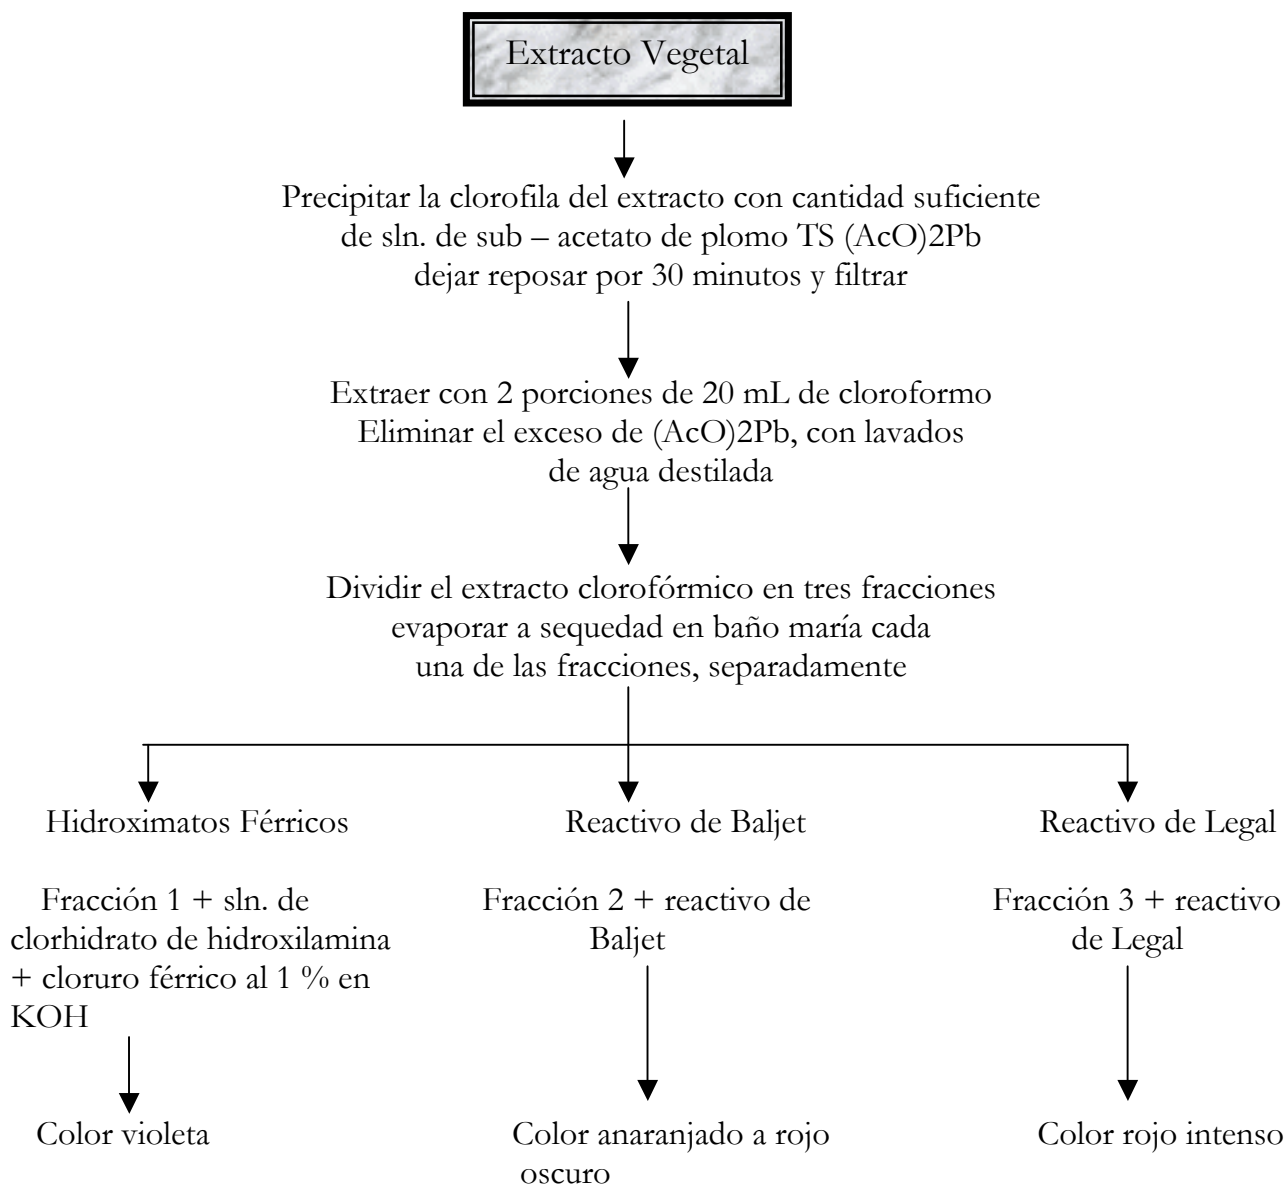 Extracto Vegetal
Precipitar la clorofila del extracto con cantidad suficiente
de sln. de sub – acetato de plomo TS (AcO)2Pb
dejar reposar por 30 minutos y filtrar
Extraer con 2 porciones de 20 mL de cloroformo
Eliminar el exceso de (AcO)2Pb, con lavados
de agua destilada
Dividir el extracto clorofórmico en tres fracciones
evaporar a sequedad en baño maría cada
una de las fracciones, separadamente
Hidroximatos Férricos
Fracción 1 + sln. de
clorhidrato de hidroxilamina
+ cloruro férrico al 1 % en
KOH
Color violeta
Reactivo de Baljet
Fracción 2 + reactivo de
Baljet
Color anaranjado a rojo
oscuro
Reactivo de Legal
Fracción 3 + reactivo
de Legal
Color rojo intenso